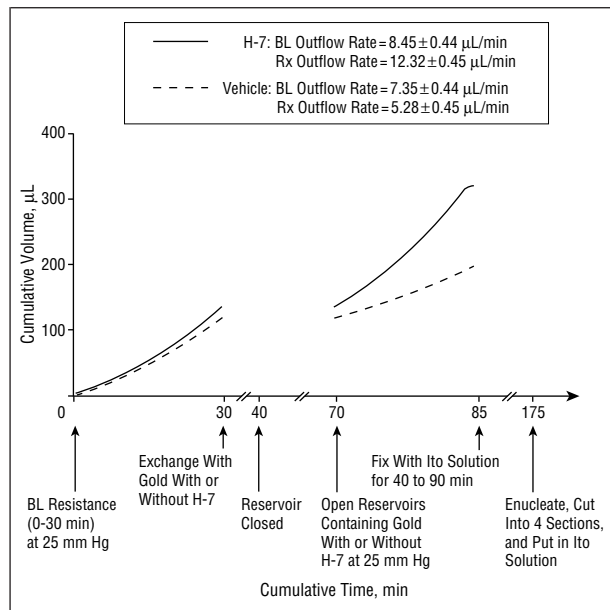 H-7: BL Outflow Rate=8.45±0.44 μL/min
Rx Outflow Rate=12.32±0.45 μL/min
Vehicle: BL Outflow Rate=7.35±0.44 μL/min
Rx Outflow Rate=5.28±0.45 μL/min
400
300
200
100
Cumulative Volume, μL
0
30
40
70
85
175
BL Resistance
(0-30 min)
at 25 mm Hg
Exchange With
Gold With or
Without H-7
Reservoir
Closed
Open Reservoirs
Containing Gold
With or Without
H-7 at 25 mm Hg
Fix With Ito Solution
for 40 to 90 min
Enucleate, Cut
Into 4 Sections,
and Put in Ito
Solution
Cumulative Time, min